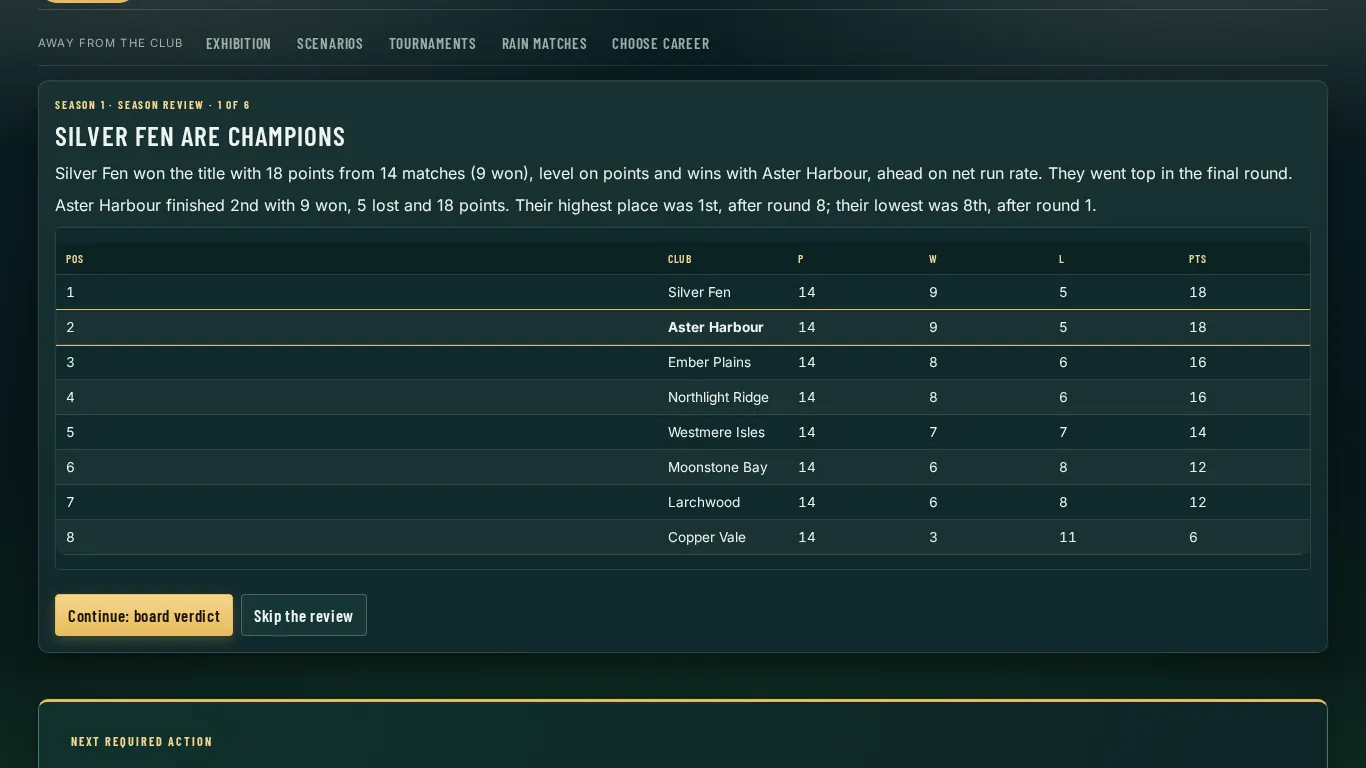 AWAY FROM THE CLUB EXHIBITION SCENARIOS TOURNAMENTS RAIN MATCHES CHOOSE CAREER
SEASON 1 · SEASON REVIEW · 1 OF 6
SILVER FEN ARE CHAMPIONS
Silver Fen won the title with 18 points from 14 matches (9 won), level on points and wins with Aster Harbour, ahead on net run rate. They went top in the final round.
Aster Harbour finished 2nd with 9 won, 5 lost and 18 points. Their highest place was 1st, after round 8; their lowest was 8th, after round 1.
POS CLUB P W L PTS
1 Silver Fen 14 9 5 18
2 Aster Harbour 14 9 5 18
3 Ember Plains 14 8 6 16
4 Northlight Ridge 14 8 6 16
5 Westmere Isles 14 7 7 14
6 Moonstone Bay 14 6 8 12
7 Larchwood 14 6 8 12
8 Copper Vale 14 3 11 6
Continue: board verdict Skip the review
NEXT REQUIRED ACTION